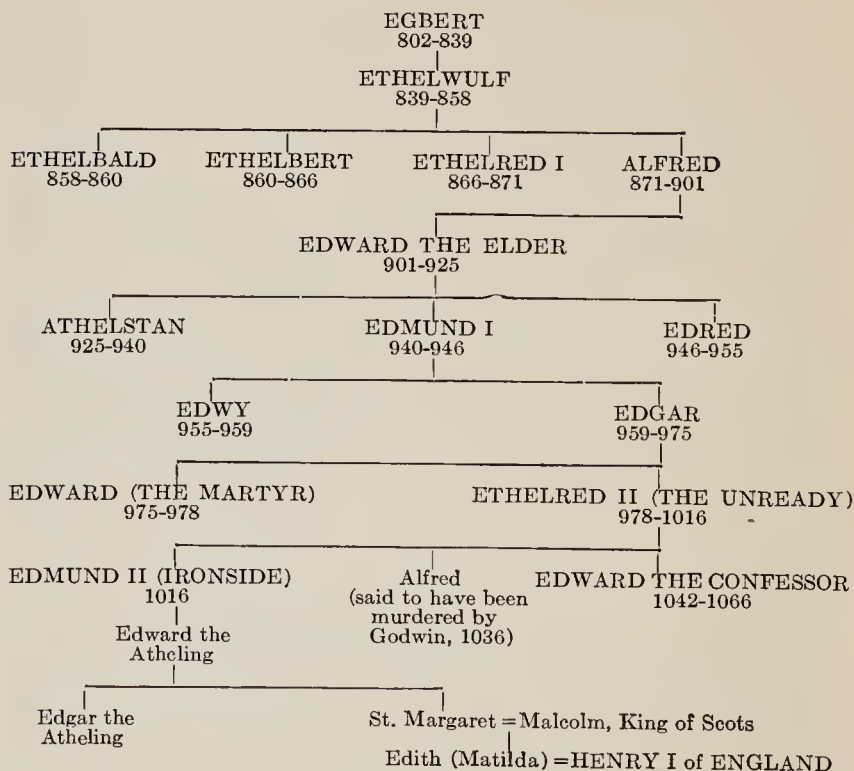 EGBERT
802-839
ETHELWULF
839-858
ETHELBALD ETHELBERT ETHELRED I ALFRED
858-860 860-866 866-871 871-901
EDWARD THE ELDER
901-925
ATHELSTAN EDMUND I EDRED
925-940 940-946 946-955
EDWY EDGAR
955-959 959-975
EDWARD (THE MARTYR) ETHELRED II (THE UNREADY)
975-978 978-1016
EDMUND II (IRONSIDE) Alfred EDWARD THE CONFESSOR
1016 (said to have been 1042-1066
murdered by
Edward the Godwin, 1036)
Atheling
Edgar the St. Margaret = Malcolm, King of Scots
Atheling
Edith (Matilda) = HENRY I of ENGLAND